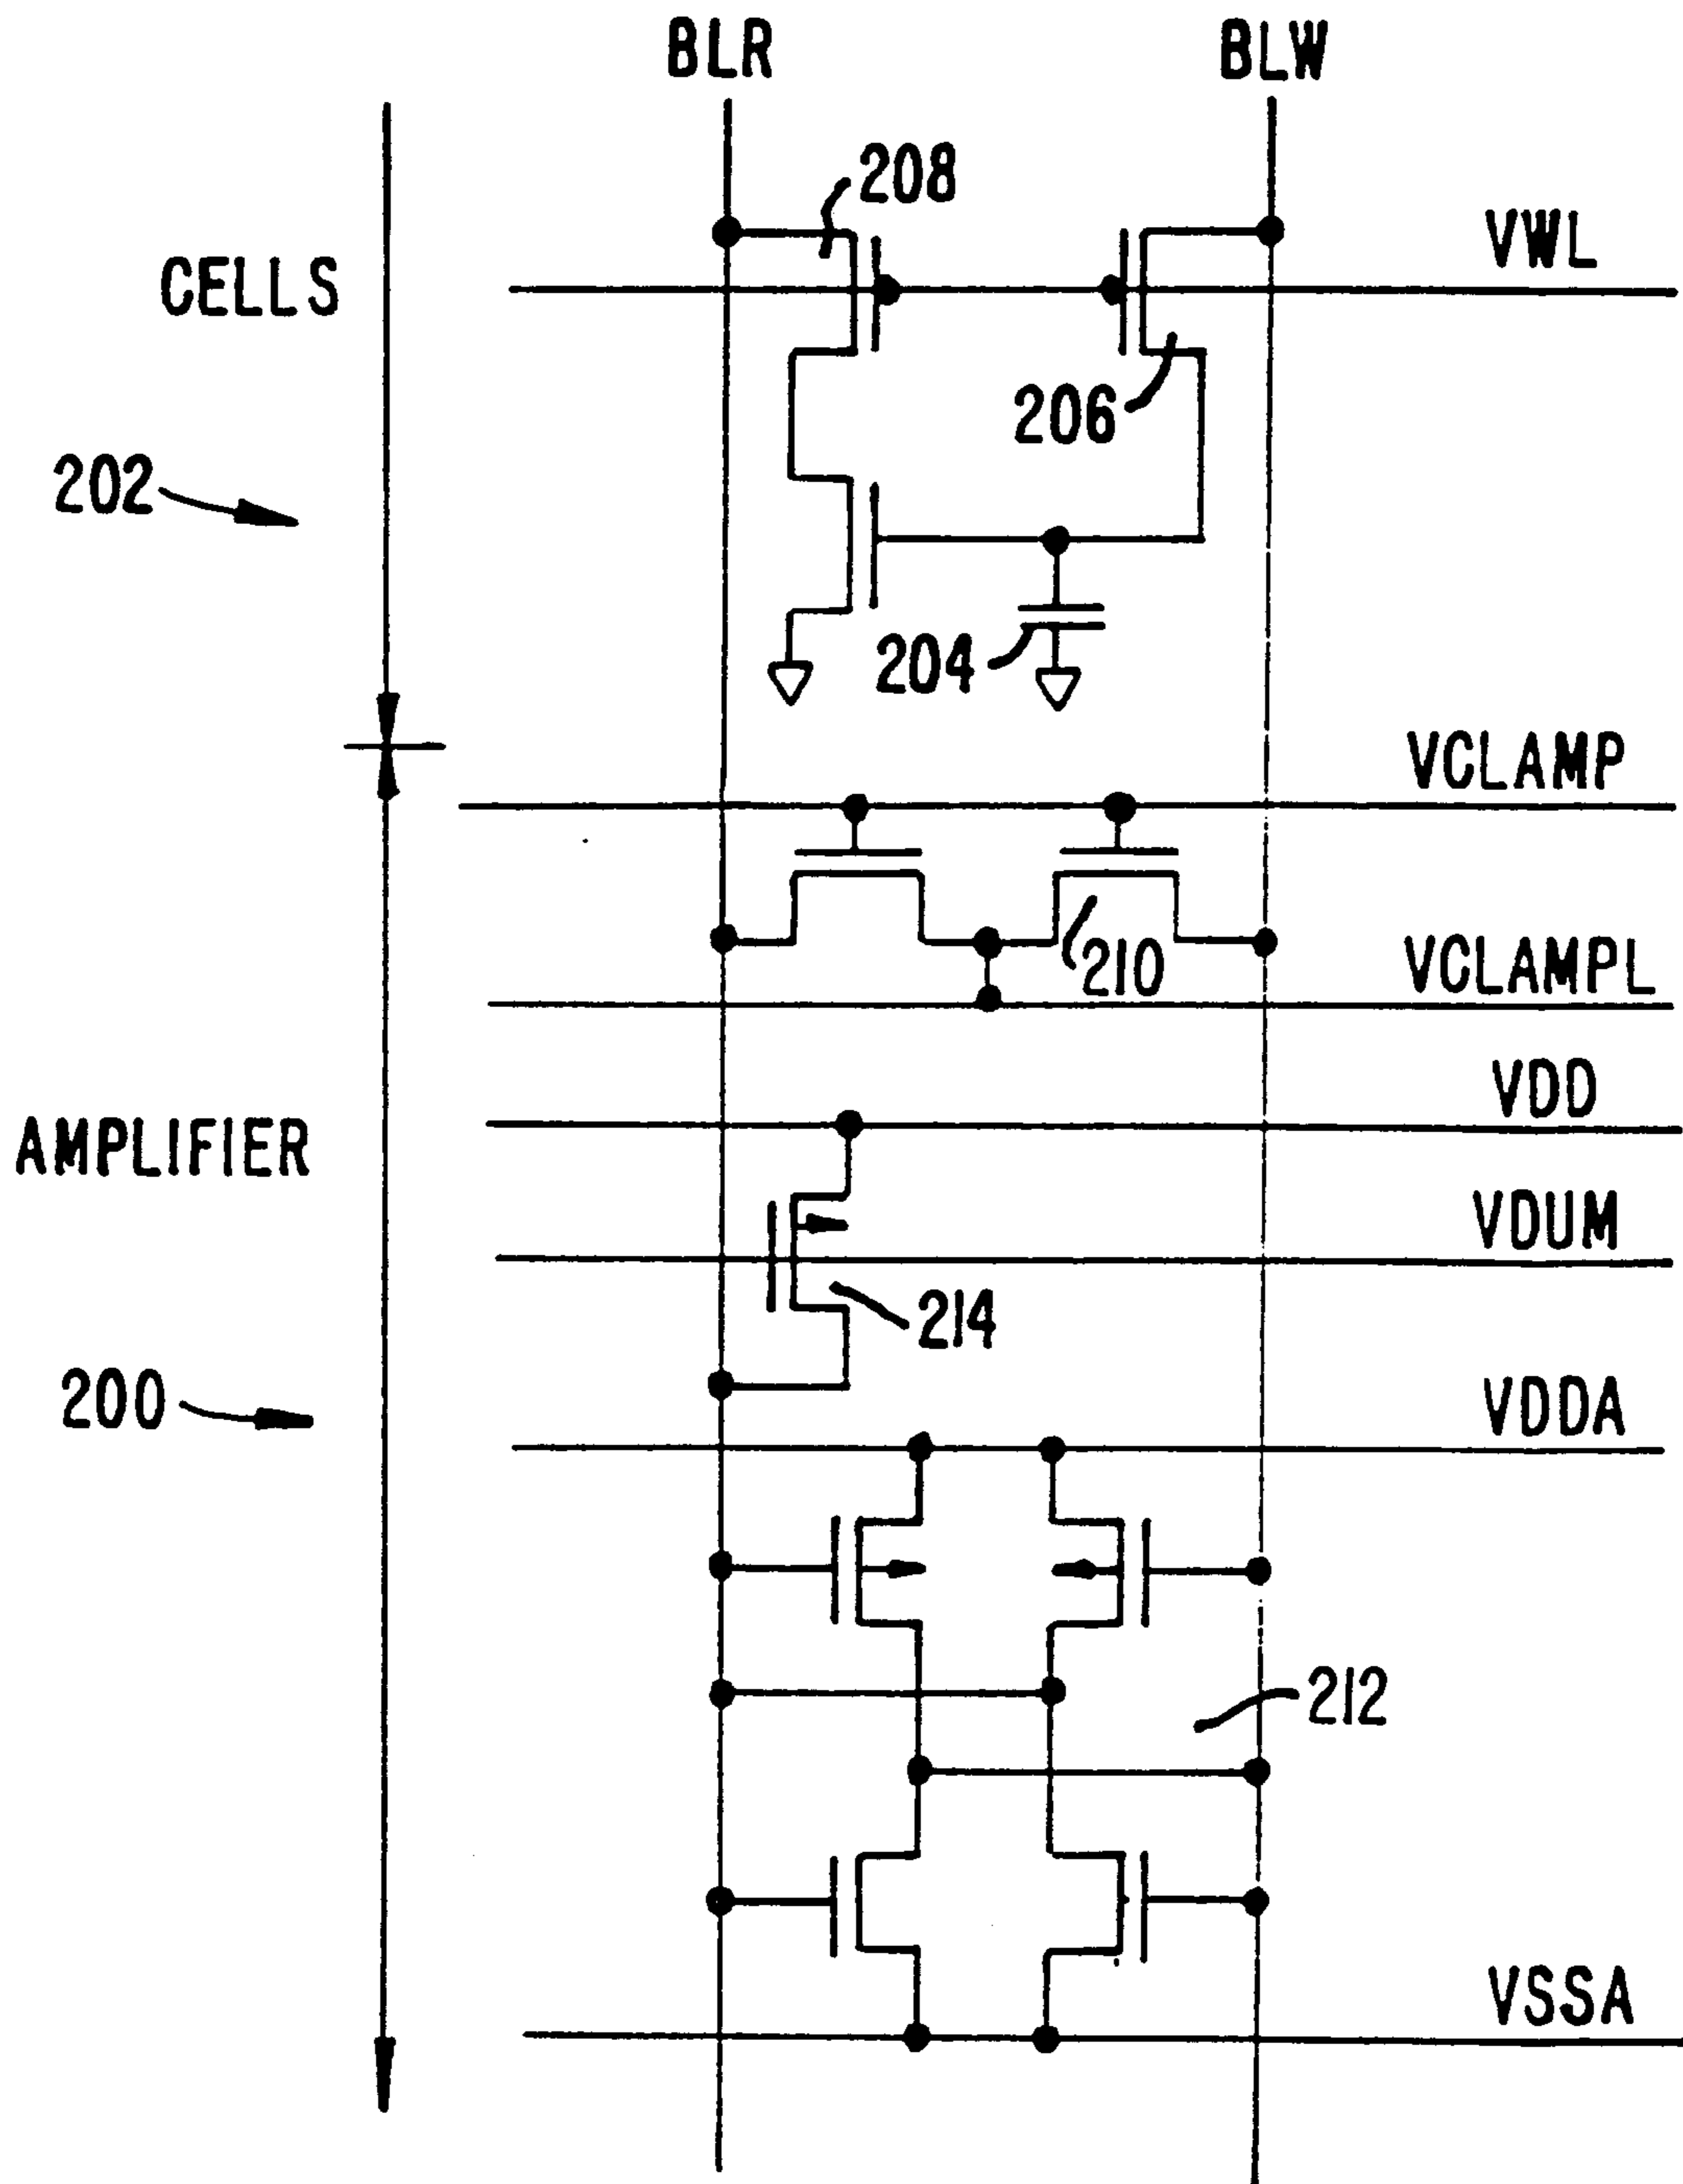 BLR BLW
208
VWL
CELLS
206
202
204
VCLAMP
210
VCLAMPL
VDD
AMPLIFIER
VDUM
214
200
VDDA
212
VSSA